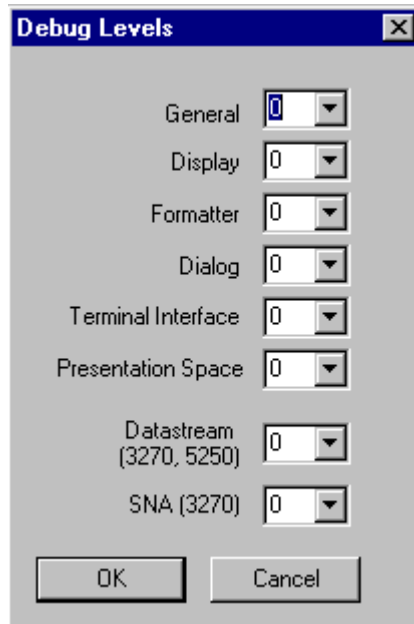 Debug Levels
General 0
Display 0
Formatter 0
Dialog 0
Terminal Interface 0
Presentation Space 0
Datastream
(3270, 5250) 0
SNA (3270) 0
OK Cancel